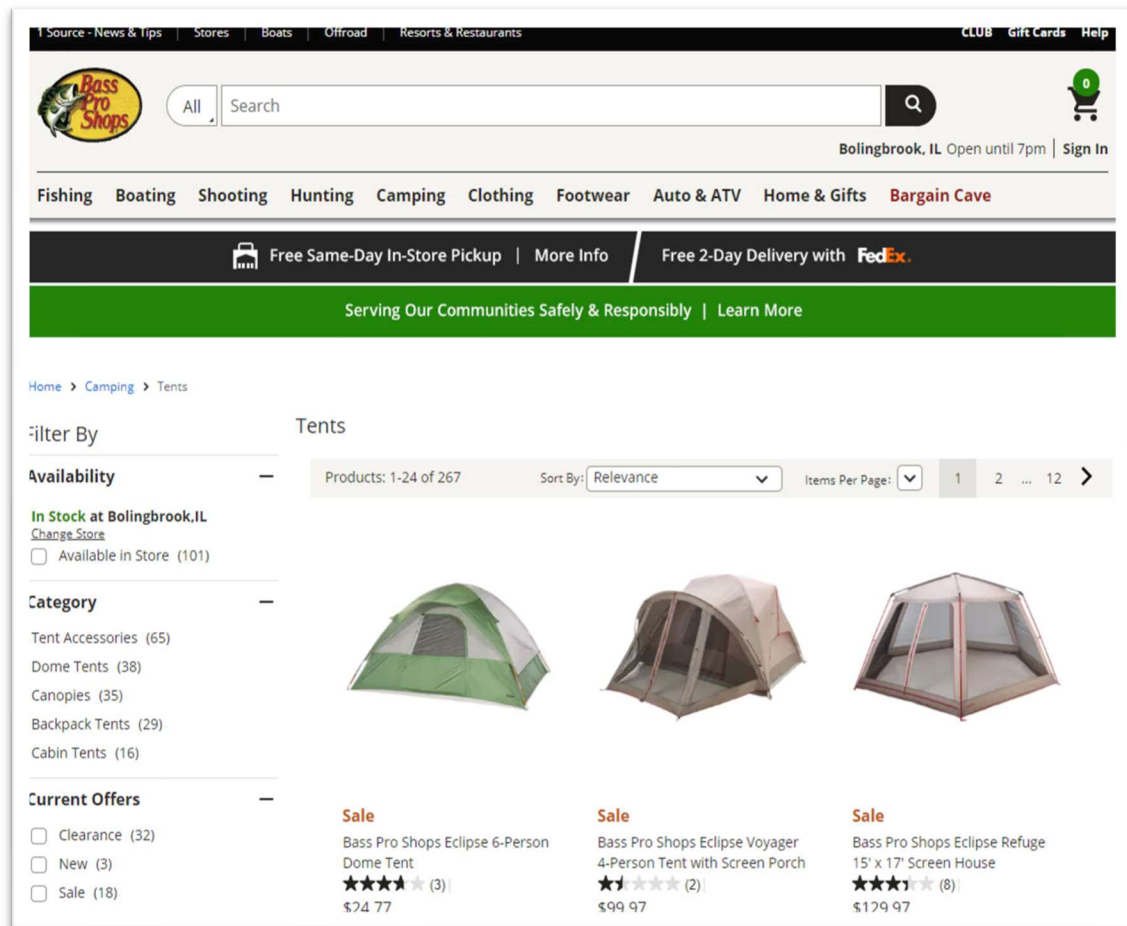 1 Source - News & Tips | Stores | Boats | Offroad | Resorts & Restaurants CLUB Gift Cards Help
Bass Pro Shops
All Search 0
Bolingbrook, IL Open until 7pm | Sign In
Fishing Boating Shooting Hunting Camping Clothing Footwear Auto & ATV Home & Gifts Bargain Cave
Free Same-Day In-Store Pickup | More Info Free 2-Day Delivery with FedEx.
Serving Our Communities Safely & Responsibly | Learn More
Home > Camping > Tents
Filter By
Availability
In Stock at Bolingbrook,IL
Change Store
Available in Store (101)
Category
Tent Accessories (65)
Dome Tents (38)
Canopies (35)
Backpack Tents (29)
Cabin Tents (16)
Current Offers
Clearance (32)
New (3)
Sale (18)
Tents
Products: 1-24 of 267 Sort By: Relevance Items Per Page: 1 2 ... 12
Sale
Bass Pro Shops Eclipse 6-Person
Dome Tent
(3)
$24.77
Sale
Bass Pro Shops Eclipse Voyager
4-Person Tent with Screen Porch
(2)
$99.97
Sale
Bass Pro Shops Eclipse Refuge
15' x 17' Screen House
(8)
$129.97